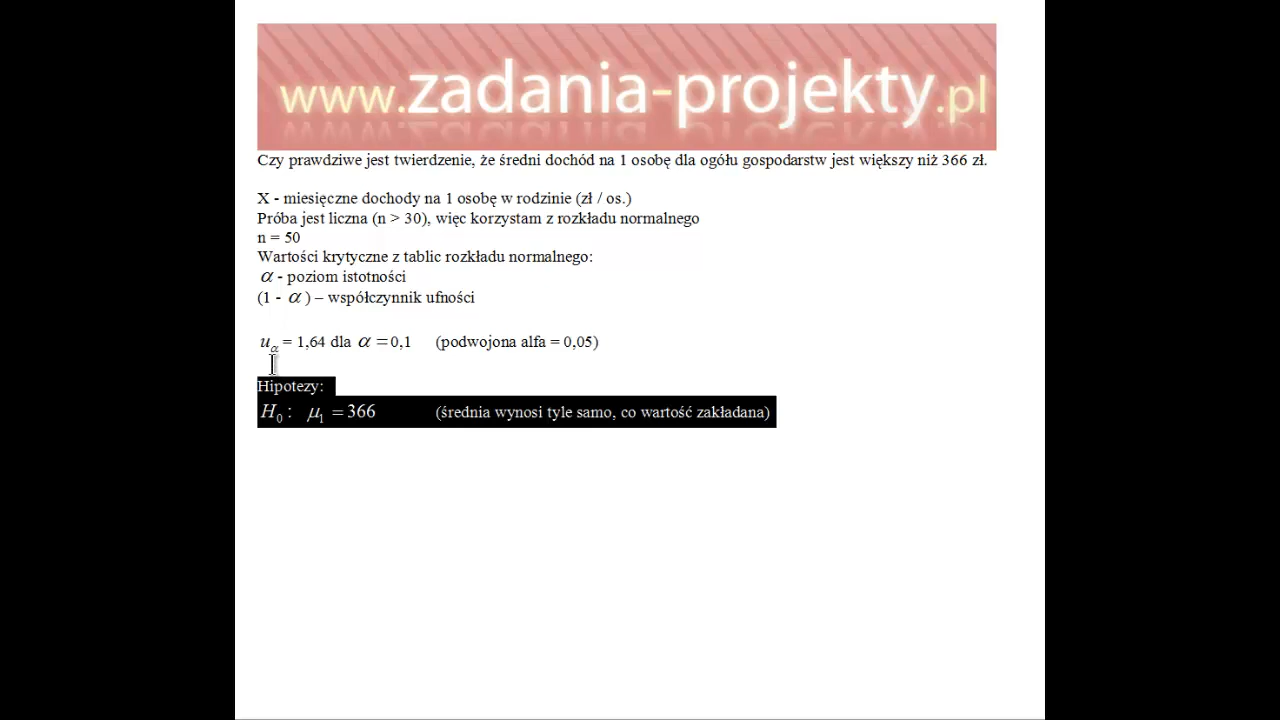 www.zadania-projekty.pl
Czy prawdziwe jest twierdzenie, że średni dochód na 1 osobę dla ogółu gospodarstw jest większy niż 366 zł.
X - miesięczne dochody na 1 osobę w rodzinie (zł / os.)
Próba jest liczna (n > 30), więc korzystam z rozkładu normalnego
n = 50
Wartości krytyczne z tablic rozkładu normalnego:
α - poziom istotności
(1 - α ) – współczynnik ufności
uα = 1,64 dla α = 0,1 (podwojona alfa = 0,05)
Hipotezy:
H₀ : μ₁ = 366 (średnia wynosi tyle samo, co wartość zakładana)